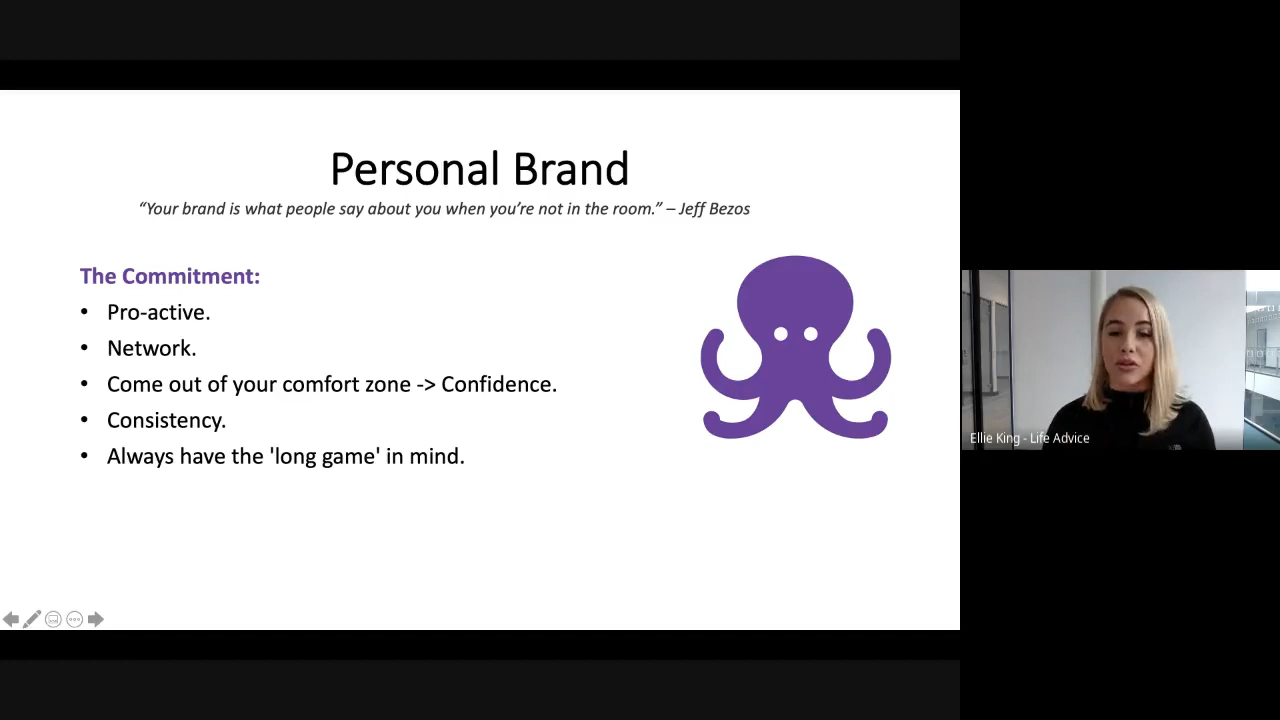 Personal Brand
“Your brand is what people say about you when you’re not in the room.” – Jeff Bezos
The Commitment:
• Pro-active.
• Network.
• Come out of your comfort zone -> Confidence.
• Consistency.
• Always have the 'long game' in mind.
Ellie King - Life Advice